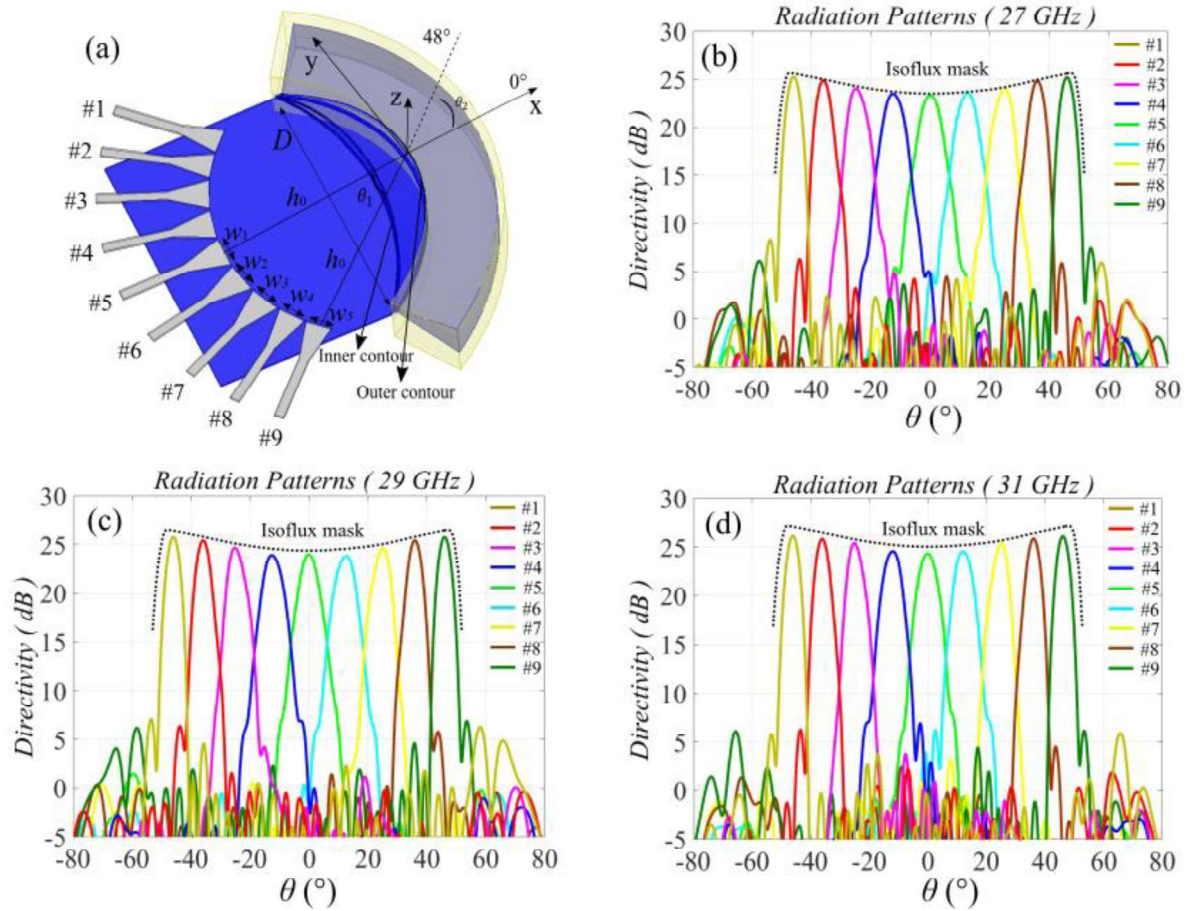 (a)
48°
0°
y
z
x
θ₂
D
θ₁
h₀
h₀
w₁
w₂
w₃
w₄
w₅
#1
#2
#3
#4
#5
#6
#7
#8
#9
Inner contour
Outer contour
Radiation Patterns ( 27 GHz )
(b)
Isoflux mask
#1
#2
#3
#4
#5
#6
#7
#8
#9
Directivity ( dB )
30
25
20
15
10
5
0
-5
-80 -60 -40 -20 0 20 40 60 80
θ (°)
Radiation Patterns ( 29 GHz )
(c)
Isoflux mask
#1
#2
#3
#4
#5
#6
#7
#8
#9
Directivity ( dB )
30
25
20
15
10
5
0
-5
-80 -60 -40 -20 0 20 40 60 80
θ (°)
Radiation Patterns ( 31 GHz )
(d)
Isoflux mask
#1
#2
#3
#4
#5
#6
#7
#8
#9
Directivity ( dB )
30
25
20
15
10
5
0
-5
-80 -60 -40 -20 0 20 40 60 80
θ (°)